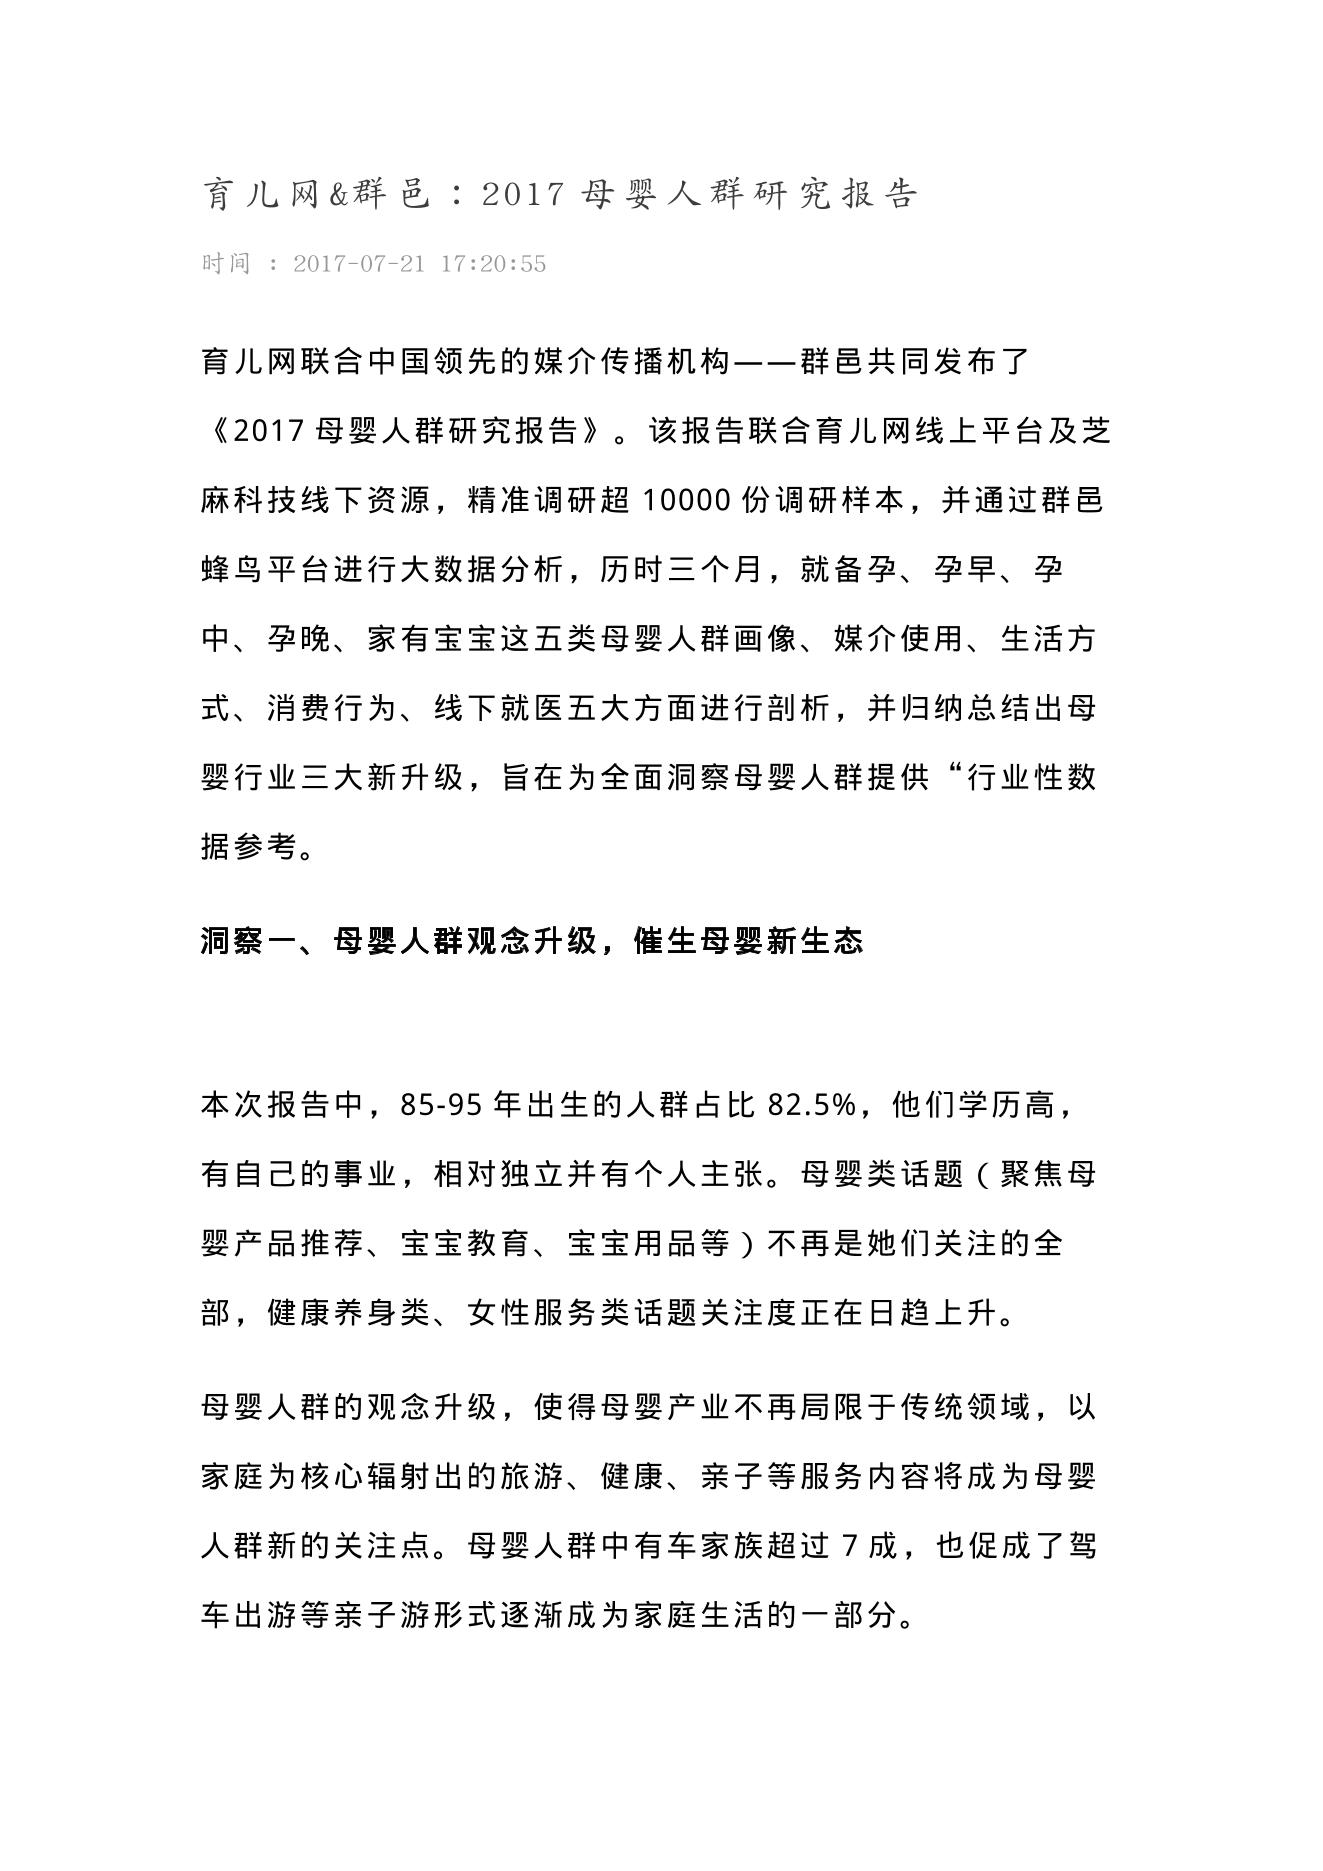 育儿网&群邑：2017 母婴人群研究报告
时间 ：2017-07-21 17:20:55
育儿网联合中国领先的媒介传播机构——群邑共同发布了
《2017 母婴人群研究报告》。该报告联合育儿网线上平台及芝
麻科技线下资源，精准调研超 10000 份调研样本，并通过群邑
蜂鸟平台进行大数据分析，历时三个月，就备孕、孕早、孕
中、孕晚、家有宝宝这五类母婴人群画像、媒介使用、生活方
式、消费行为、线下就医五大方面进行剖析，并归纳总结出母
婴行业三大新升级，旨在为全面洞察母婴人群提供“行业性数
据参考。
洞察一、母婴人群观念升级，催生母婴新生态
本次报告中，85-95 年出生的人群占比 82.5%，他们学历高，
有自己的事业，相对独立并有个人主张。母婴类话题（聚焦母
婴产品推荐、宝宝教育、宝宝用品等）不再是她们关注的全
部，健康养身类、女性服务类话题关注度正在日趋上升。
母婴人群的观念升级，使得母婴产业不再局限于传统领域，以
家庭为核心辐射出的旅游、健康、亲子等服务内容将成为母婴
人群新的关注点。母婴人群中有车家族超过 7 成，也促成了驾
车出游等亲子游形式逐渐成为家庭生活的一部分。